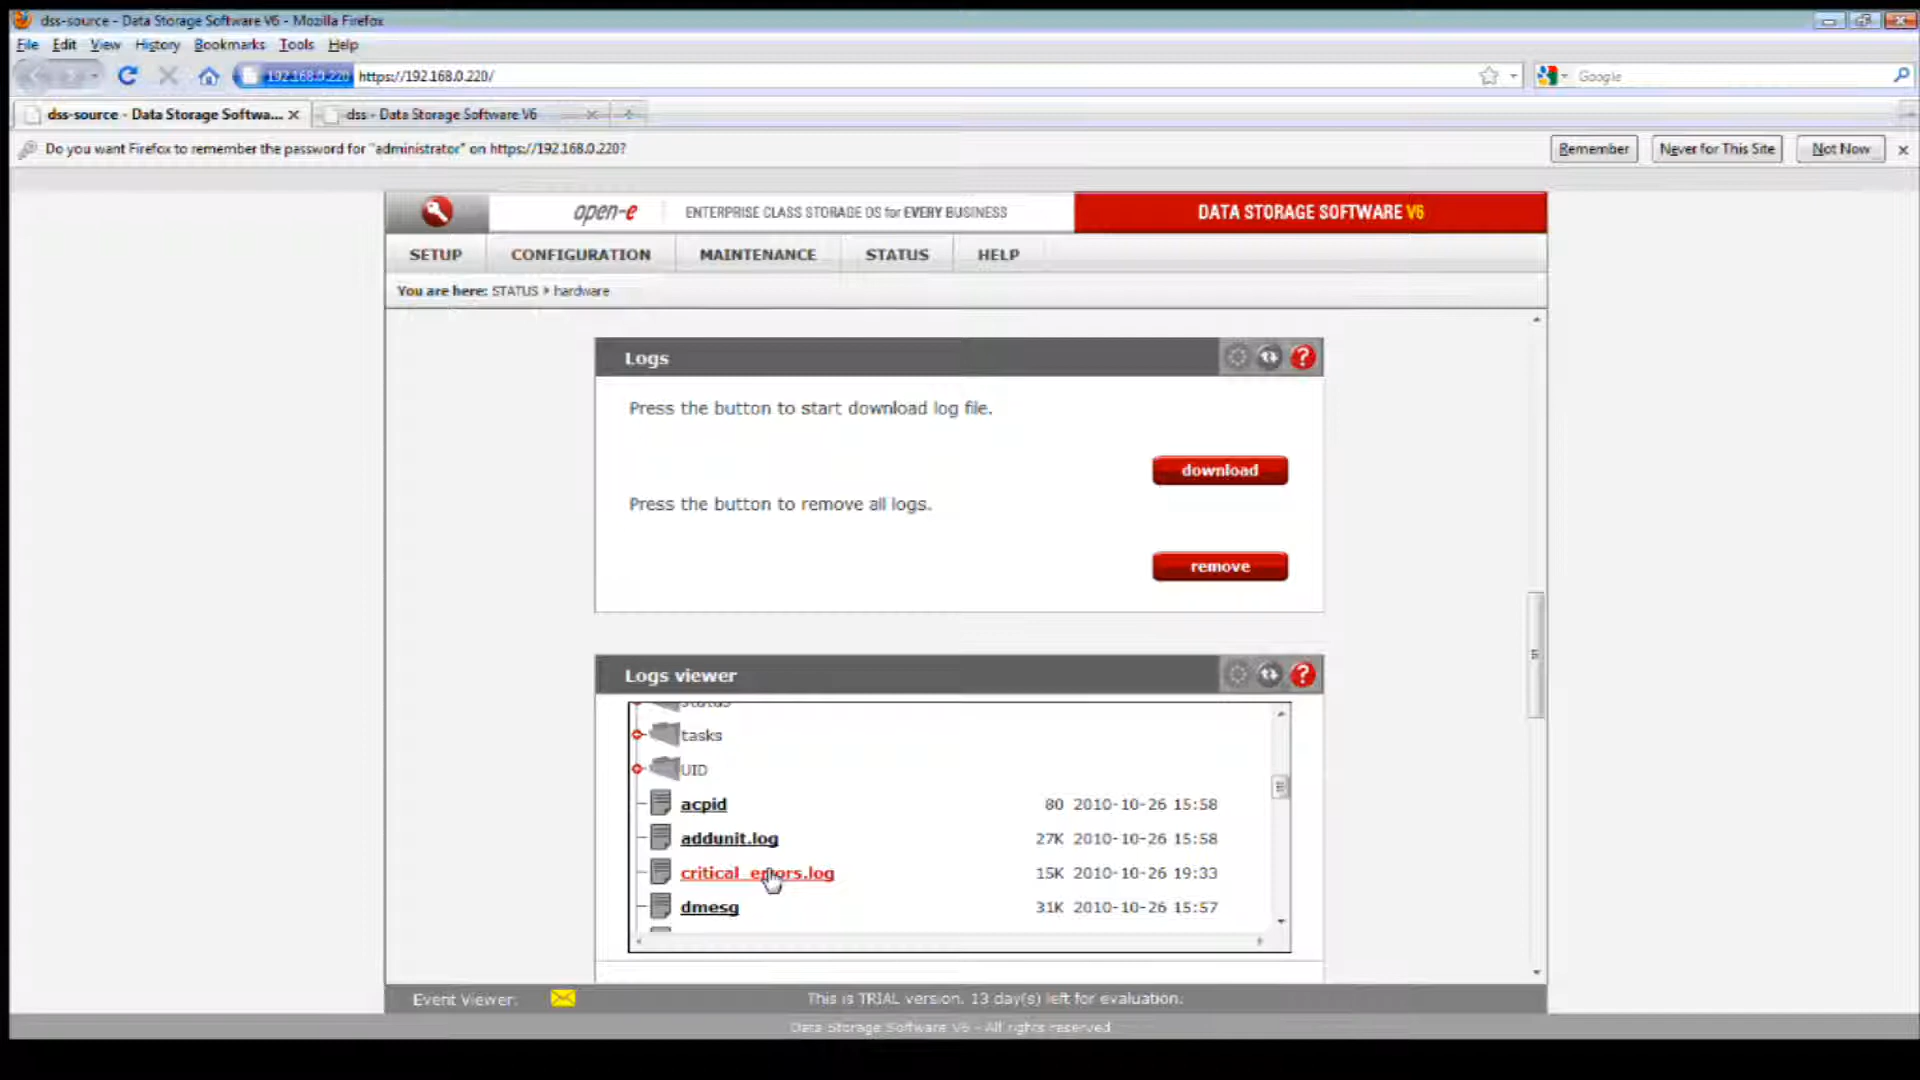 dss-source - Data Storage Software V6 - Mozilla Firefox
File Edit View History Bookmarks Tools Help
192.168.0.220 https://192.168.0.220/
Google
dss-source - Data Storage Softwa...
dss - Data Storage Software V6
Do you want Firefox to remember the password for "administrator" on https://192.168.0.220?
Remember
Never for This Site
Not Now
open-e
ENTERPRISE CLASS STORAGE OS for EVERY BUSINESS
DATA STORAGE SOFTWARE V6
SETUP CONFIGURATION MAINTENANCE STATUS HELP
You are here: STATUS hardware
Logs
?
Press the button to start download log file.
download
Press the button to remove all logs.
remove
Logs viewer
?
status
tasks
UID
acpid 80 2010-10-26 15:58
addunit.log 27K 2010-10-26 15:58
critical_errors.log 15K 2010-10-26 19:33
dmesg 31K 2010-10-26 15:57
Event Viewer:
This is TRIAL version. 13 day(s) left for evaluation.
Data Storage Software V6 - All rights reserved